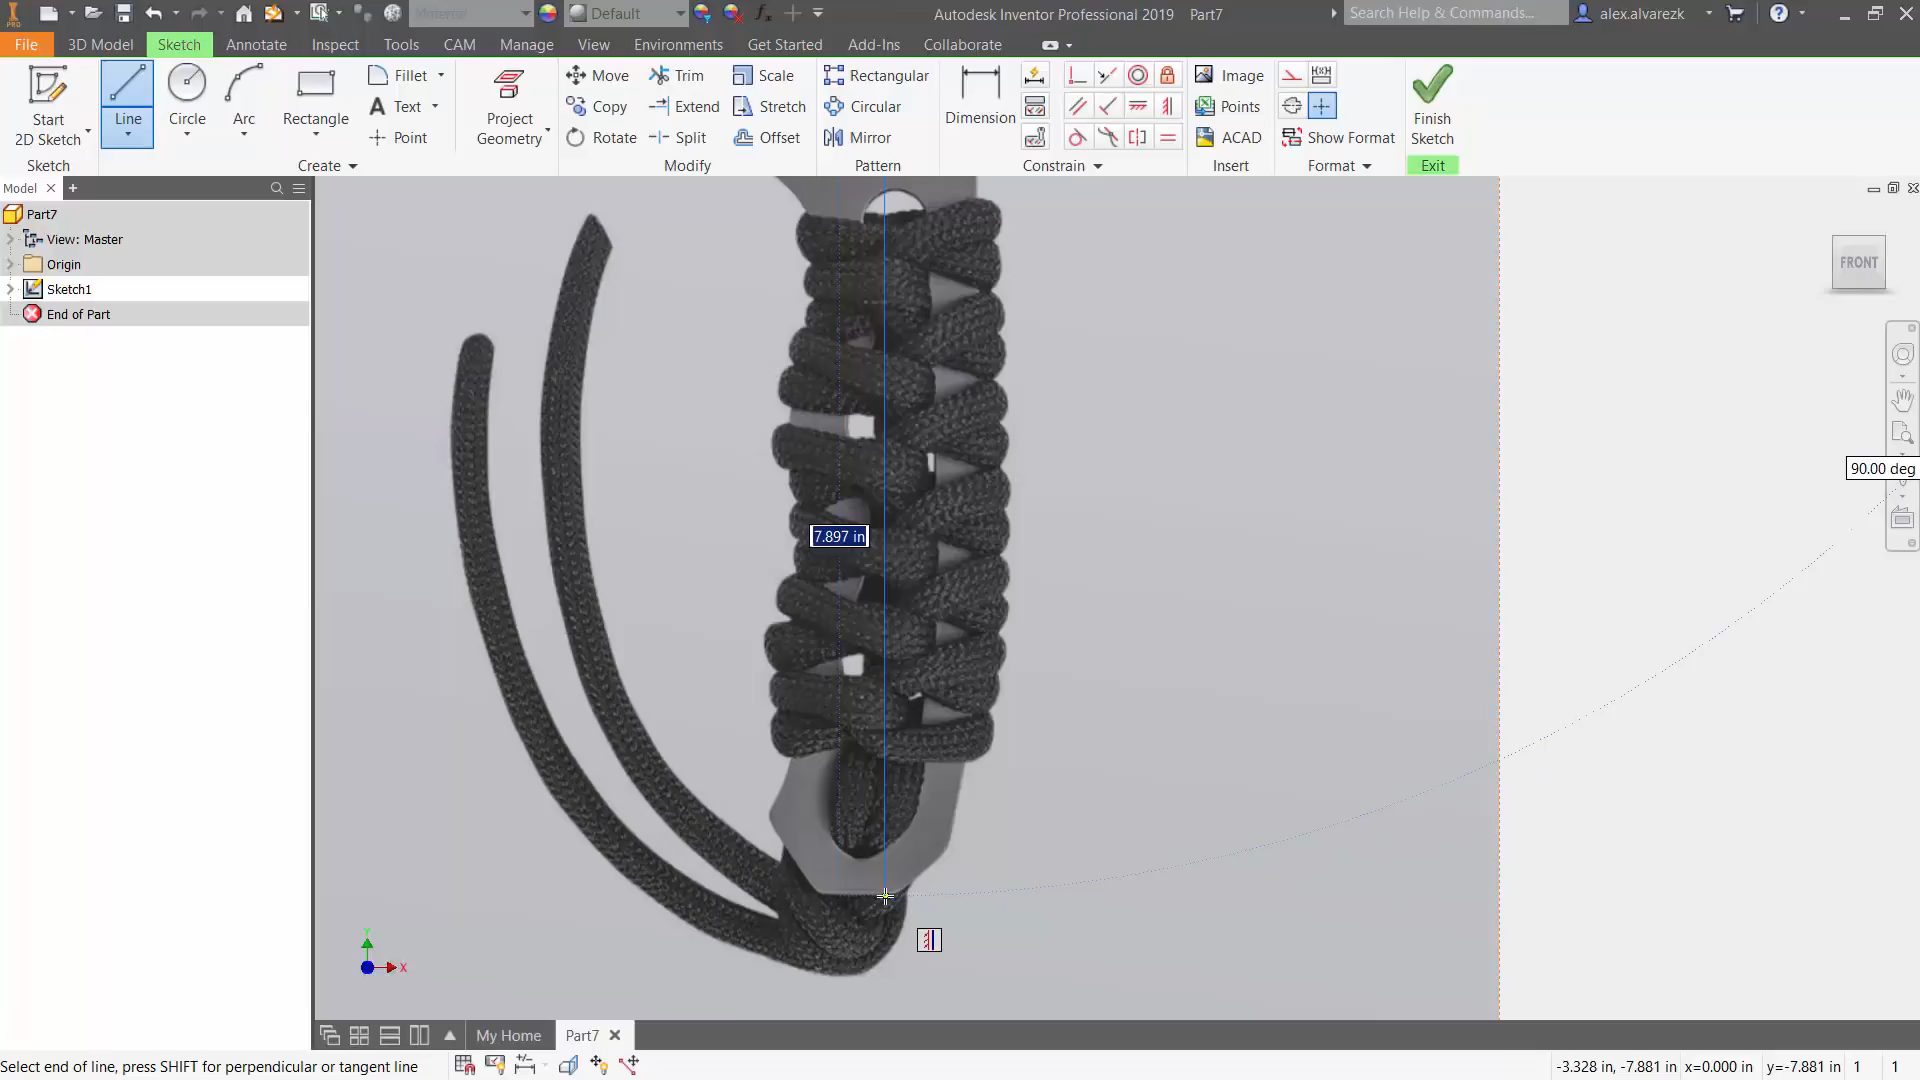 PRO
Material
Default
Autodesk Inventor Professional 2019 Part7
Search Help & Commands...
alex.alvarezk
File
3D Model
Sketch
Annotate
Inspect
Tools
CAM
Manage
View
Environments
Get Started
Add-Ins
Collaborate
Start
2D Sketch
Line
Circle
Arc
Rectangle
Fillet
Text
Point
Project
Geometry
Move
Copy
Rotate
Trim
Extend
Split
Scale
Stretch
Offset
Rectangular
Circular
Mirror
Dimension
Image
Points
ACAD
Show Format
Finish
Sketch
Sketch
Create
Modify
Pattern
Constrain
Insert
Format
Exit
Model
Part7
View: Master
Origin
Sketch1
End of Part
FRONT
90.00 deg
7.897 in
Y
X
My Home
Part7
Select end of line, press SHIFT for perpendicular or tangent line
-3.328 in, -7.881 in x=0.000 in y=-7.881 in 1 1